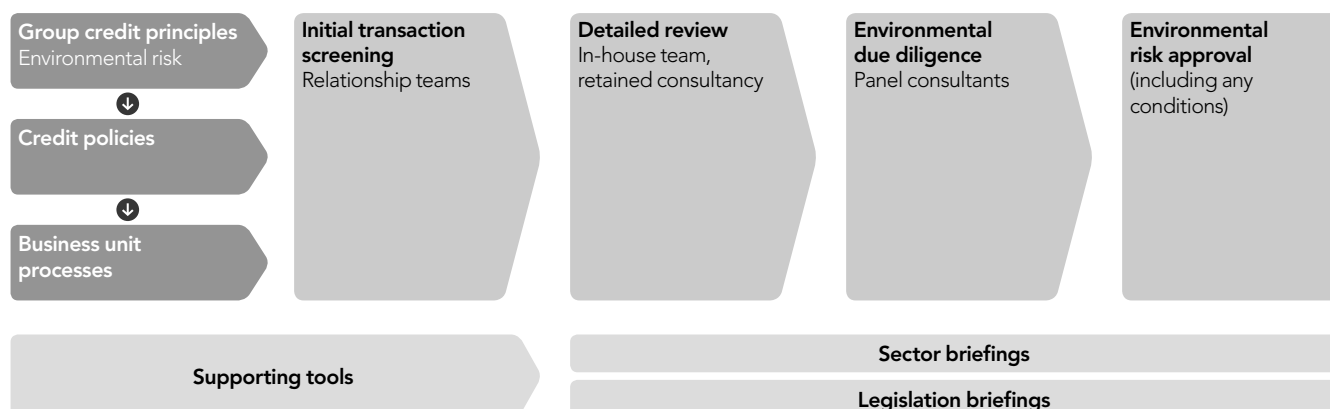 Group credit principles
Environmental risk
Credit policies
Business unit
processes
Initial transaction
screening
Relationship teams
Detailed review
In-house team,
retained consultancy
Environmental
due diligence
Panel consultants
Environmental
risk approval
(including any
conditions)
Supporting tools
Sector briefings
Legislation briefings